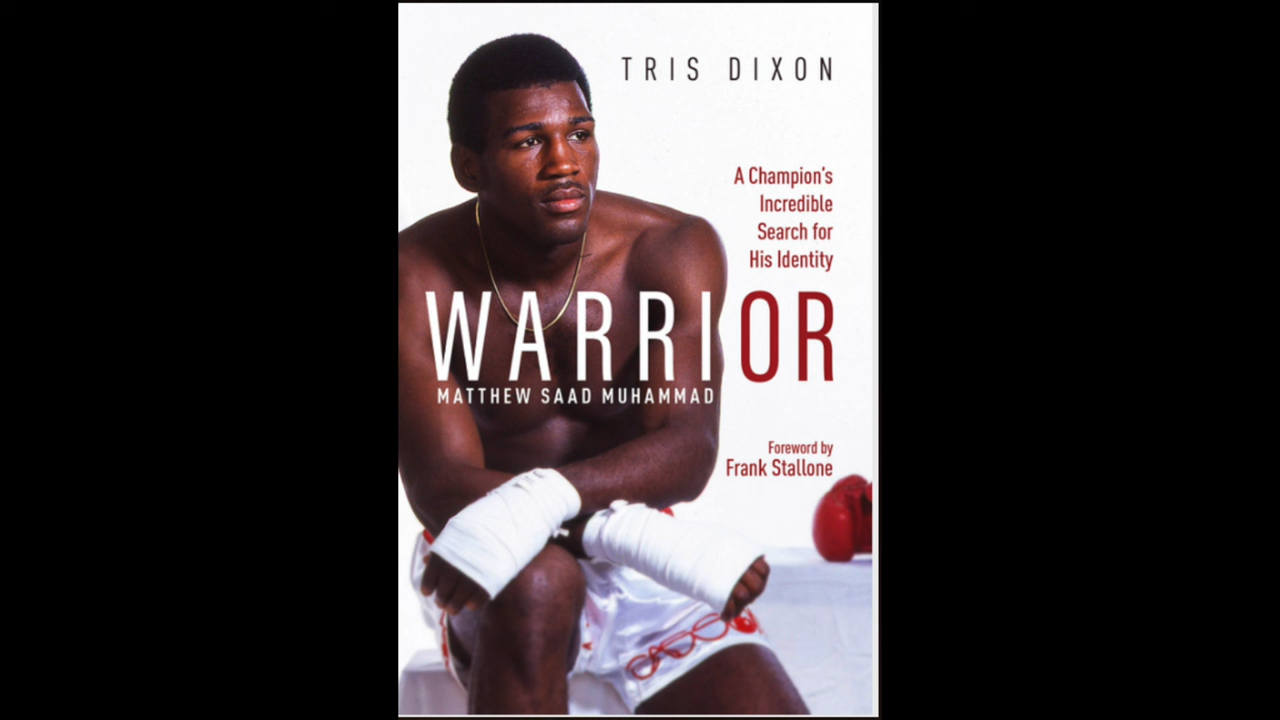 TRIS DIXON
A Champion's
Incredible
Search for
His Identity
WARRIOR
MATTHEW SAAD MUHAMMAD
Foreword by
Frank Stallone